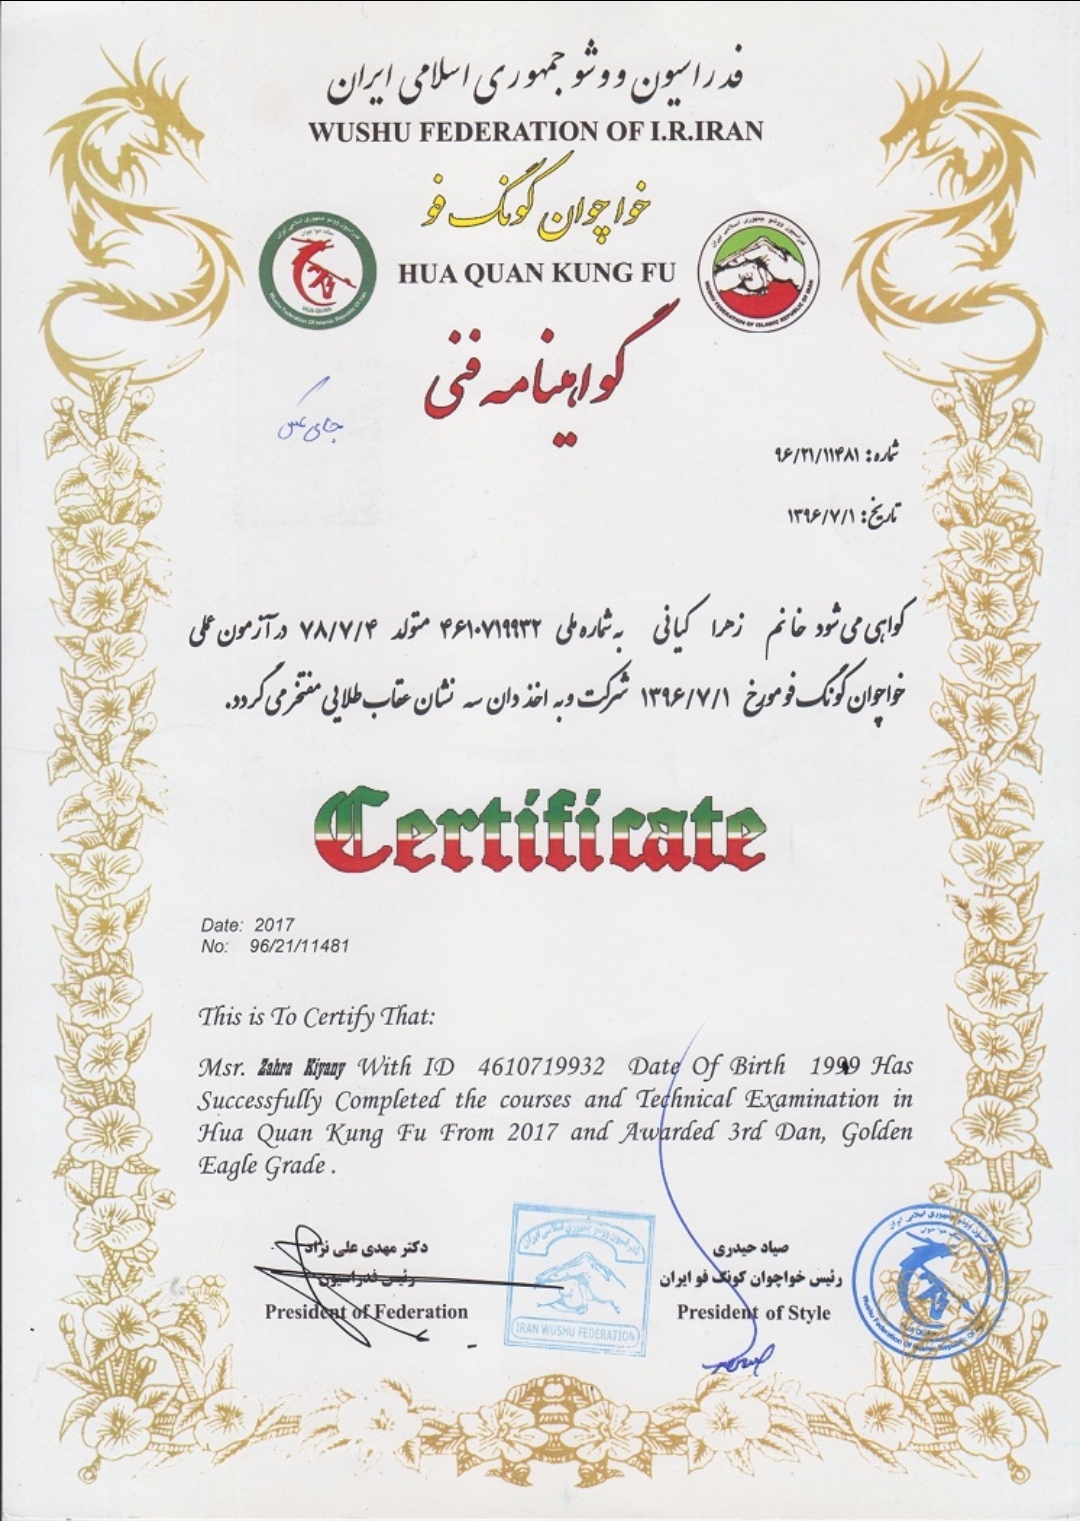 فدراسیون ووشو جمهوری اسلامی ایران
WUSHU FEDERATION OF I.R.IRAN
خواچوان کونگ فو
HUA QUAN KUNG FU
گواهینامه فنی
جای عکس
شماره: ۹۶/۲۱/۱۱۴۸۱
تاریخ: ۱۳۹۶/۷/۱
گواهی می شود خانم زهرا کیانی به شماره ملی ۴۶۱۰۷۱۹۹۳۲ متولد ۷۸/۷/۴ در آزمون عملی
خواچوان کونگ فو مورخ ۱۳۹۶/۷/۱ شرکت و به اخذ دان سه نشان عقاب طلایی مفتخر می گردد.
Certificate
Date: 2017
No: 96/21/11481
This is To Certify That:
Msr. Zahra Kiyany With ID 4610719932 Date Of Birth 1999 Has
Successfully Completed the courses and Technical Examination in
Hua Quan Kung Fu From 2017 and Awarded 3rd Dan, Golden
Eagle Grade .
دکتر مهدی علی نژاد
رئیس فدراسیون
President of Federation
IRAN WUSHU FEDERATION
صیاد حیدری
رئیس خواچوان کونگ فو ایران
President of Style